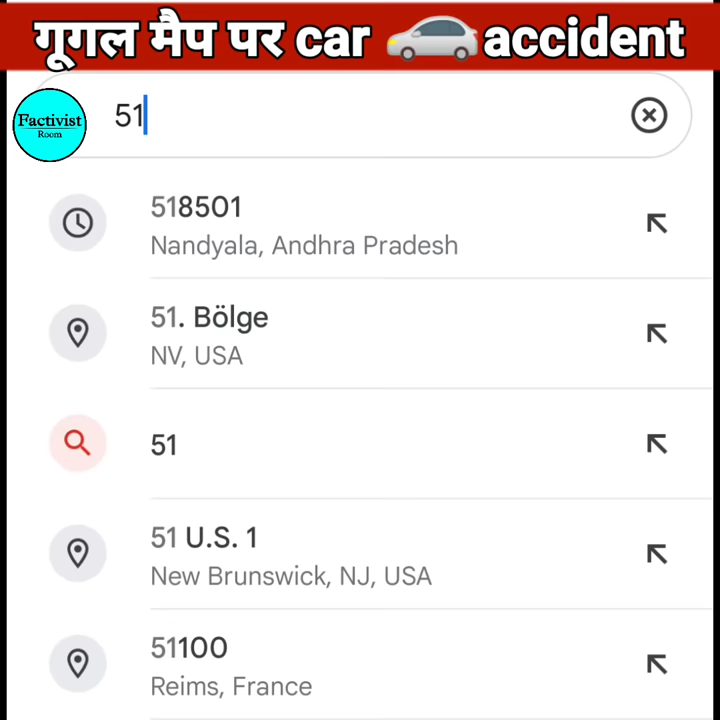 गूगल मैप पर car accident
Factivist
Room
51
518501
Nandyala, Andhra Pradesh
51. Bölge
NV, USA
51
51 U.S. 1
New Brunswick, NJ, USA
51100
Reims, France